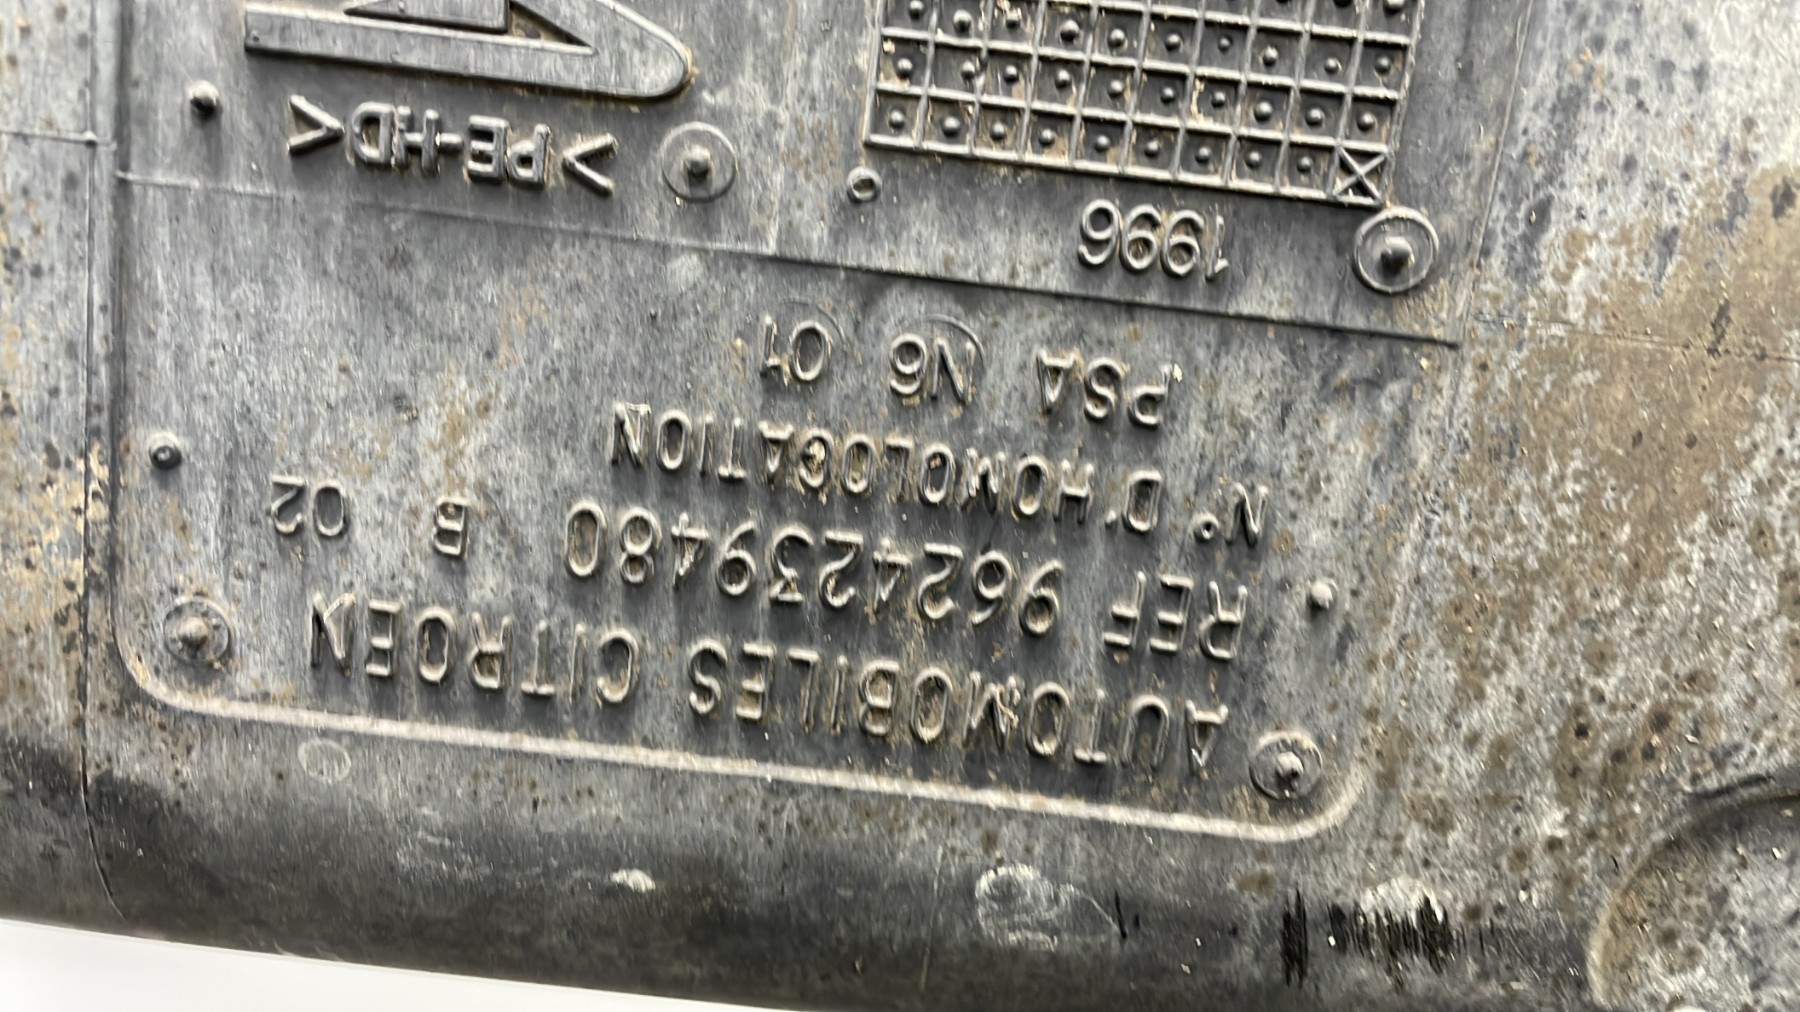 AUTOMOBILES CITROEN
REF 9624239480 B 02
N° D'HOMOLOGATION
PSA N6 01
1996
>PE-HD<